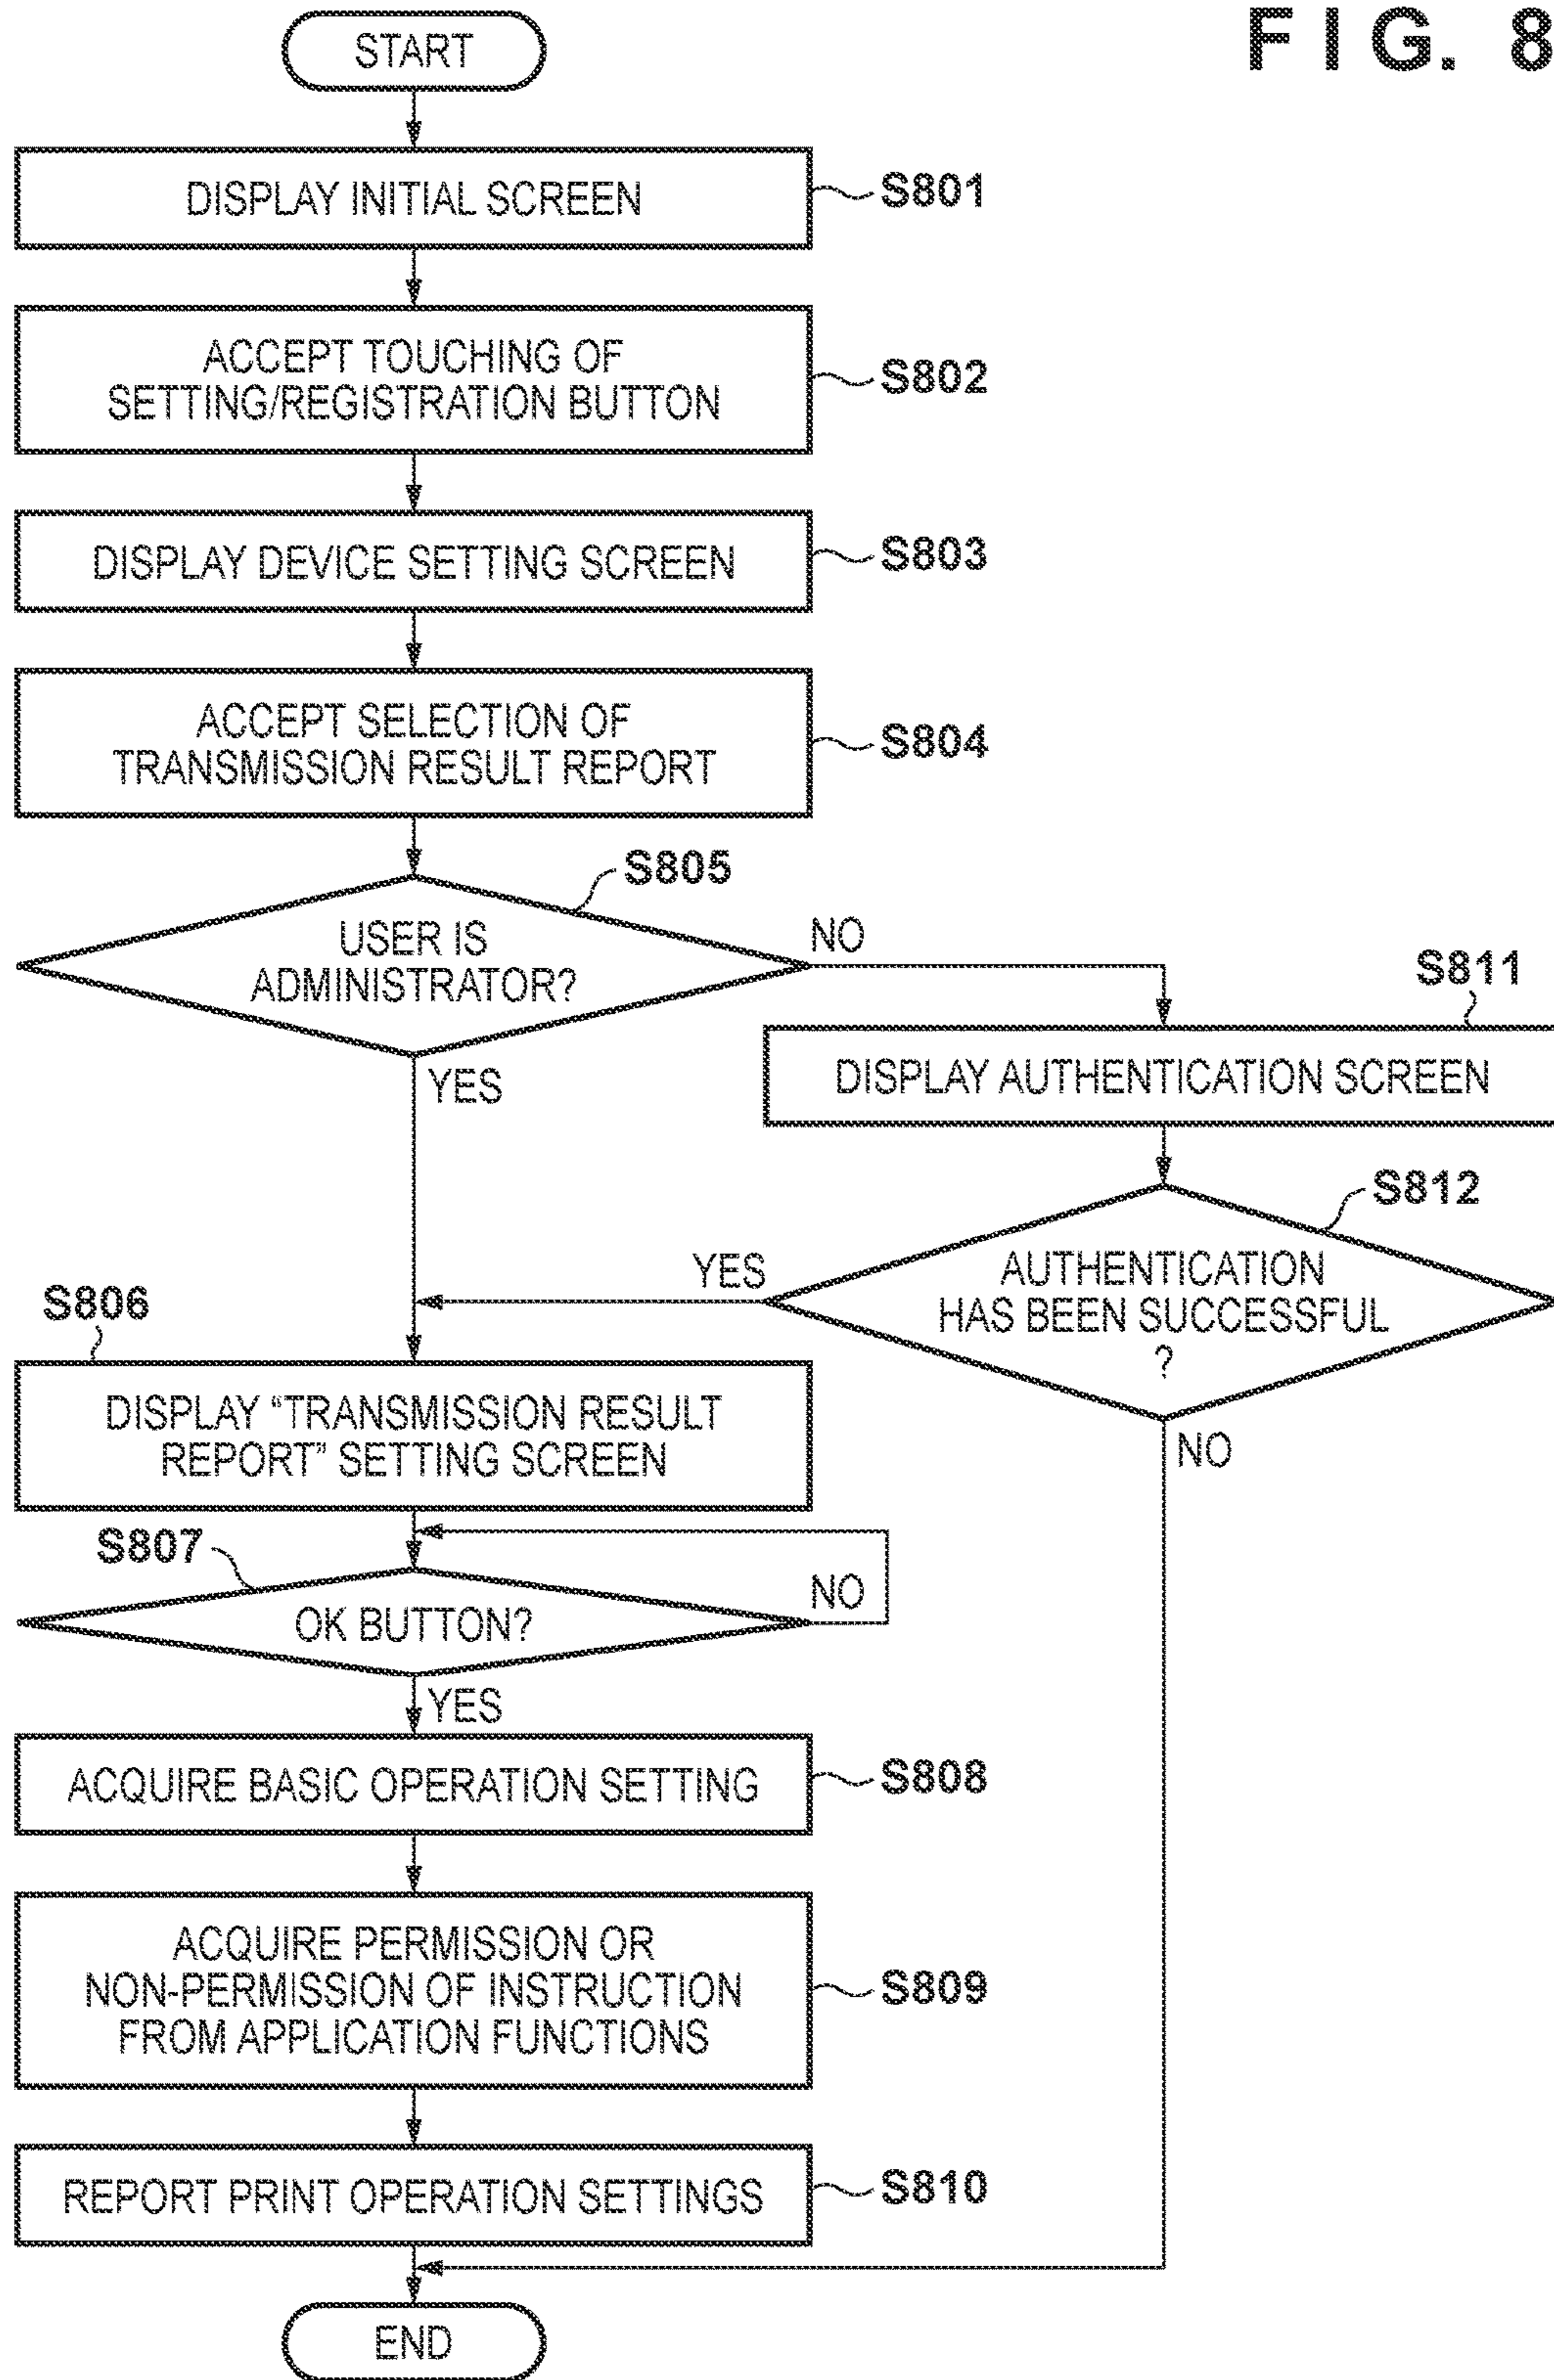 FIG. 8
START
DISPLAY INITIAL SCREEN
S801
ACCEPT TOUCHING OF
SETTING/REGISTRATION BUTTON
S802
DISPLAY DEVICE SETTING SCREEN
S803
ACCEPT SELECTION OF
TRANSMISSION RESULT REPORT
S804
S805
USER IS
ADMINISTRATOR?
NO
YES
S811
DISPLAY AUTHENTICATION SCREEN
S812
AUTHENTICATION
HAS BEEN SUCCESSFUL
?
YES
NO
S806
DISPLAY “TRANSMISSION RESULT
REPORT” SETTING SCREEN
S807
OK BUTTON?
NO
YES
ACQUIRE BASIC OPERATION SETTING
S808
ACQUIRE PERMISSION OR
NON-PERMISSION OF INSTRUCTION
FROM APPLICATION FUNCTIONS
S809
REPORT PRINT OPERATION SETTINGS
S810
END